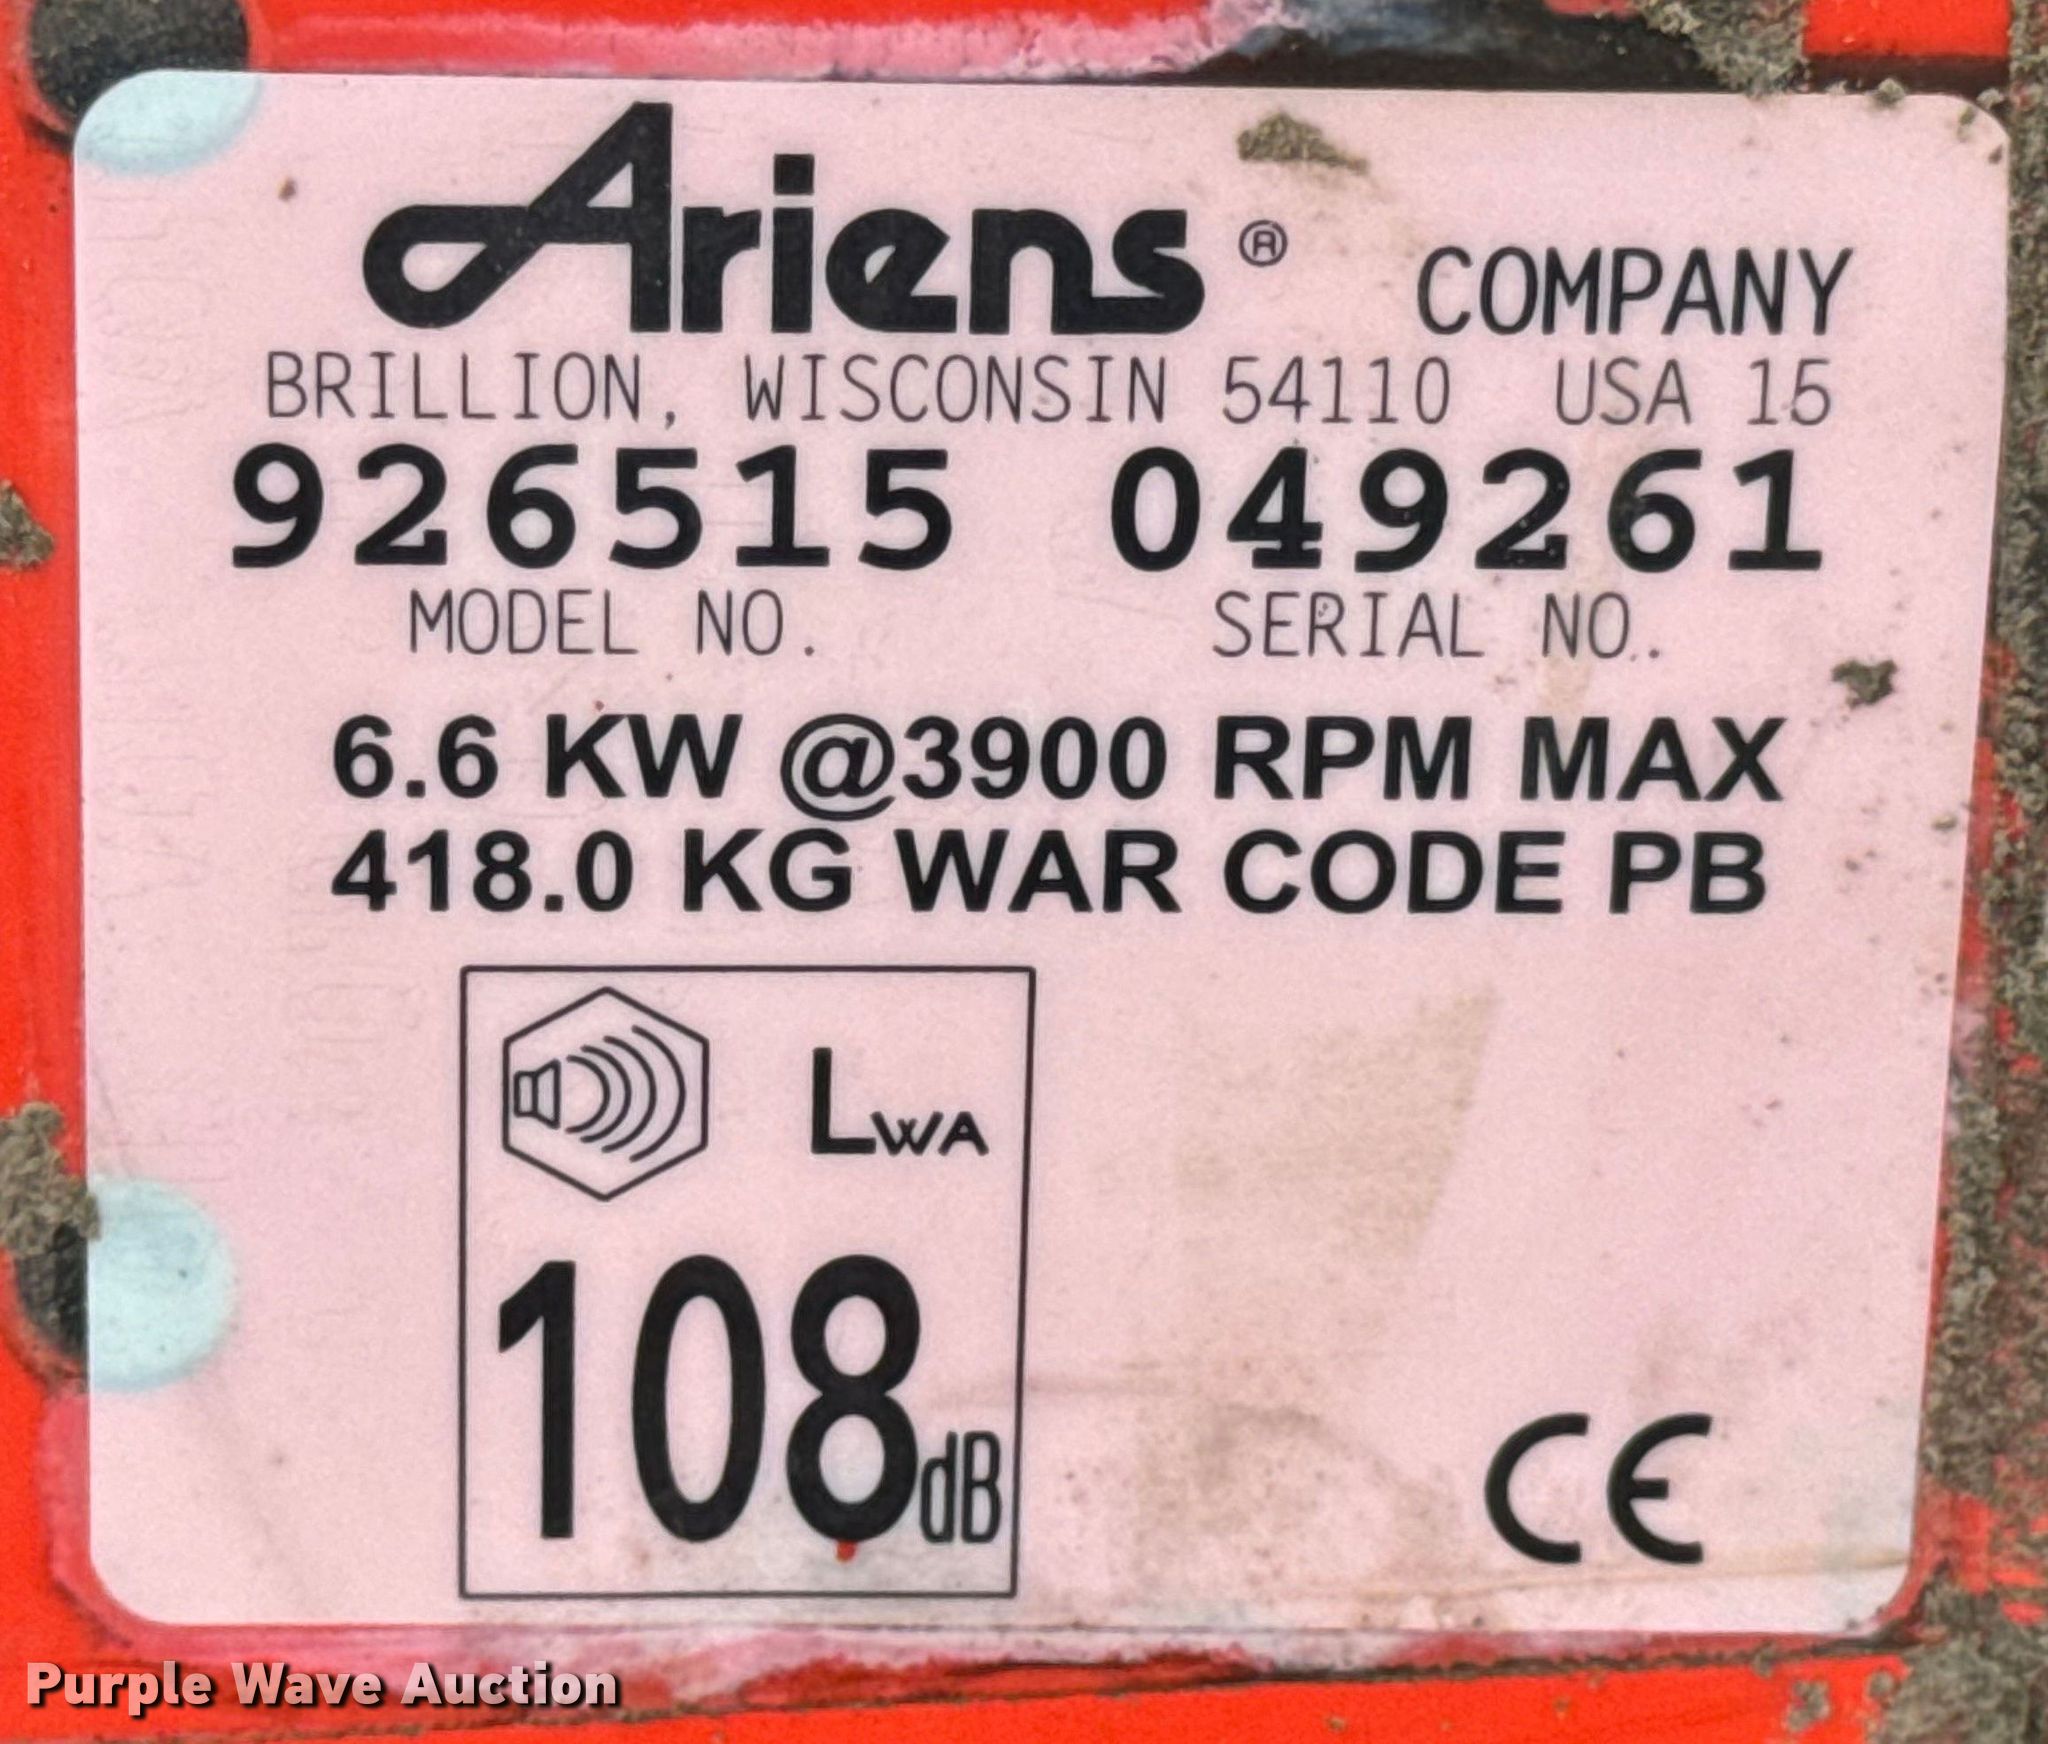 Ariens® COMPANY
BRILLION, WISCONSIN 54110 USA 15
926515 049261
MODEL NO. SERIAL NO.
6.6 KW @3900 RPM MAX
418.0 KG WAR CODE PB
LWA
108dB
CE
Purple Wave Auction